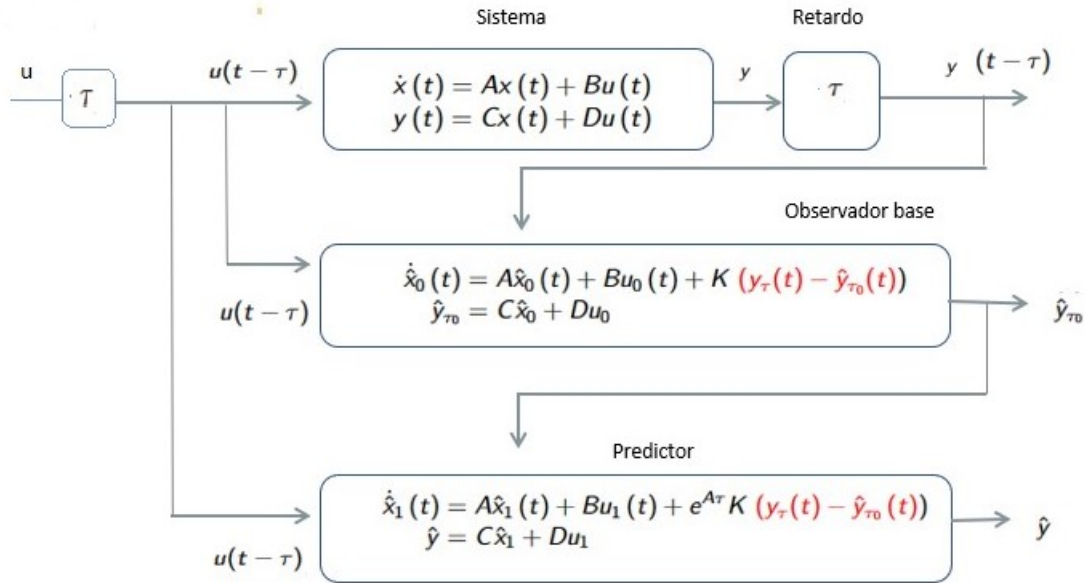 Sistema
Retardo
u
τ
u(t − τ)
ẋ(t) = Ax(t) + Bu(t)
y(t) = Cx(t) + Du(t)
y
τ
y (t − τ)
Observador base
u(t − τ)
x̂̇₀(t) = Ax̂₀(t) + Bu₀(t) + K (y_τ(t) − ŷ_τ₀(t))
ŷ_τ₀ = Cx̂₀ + Du₀
ŷ_τ₀
Predictor
u(t − τ)
x̂̇₁(t) = Ax̂₁(t) + Bu₁(t) + e^{Aτ} K (y_τ(t) − ŷ_τ₀(t))
ŷ = Cx̂₁ + Du₁
ŷ